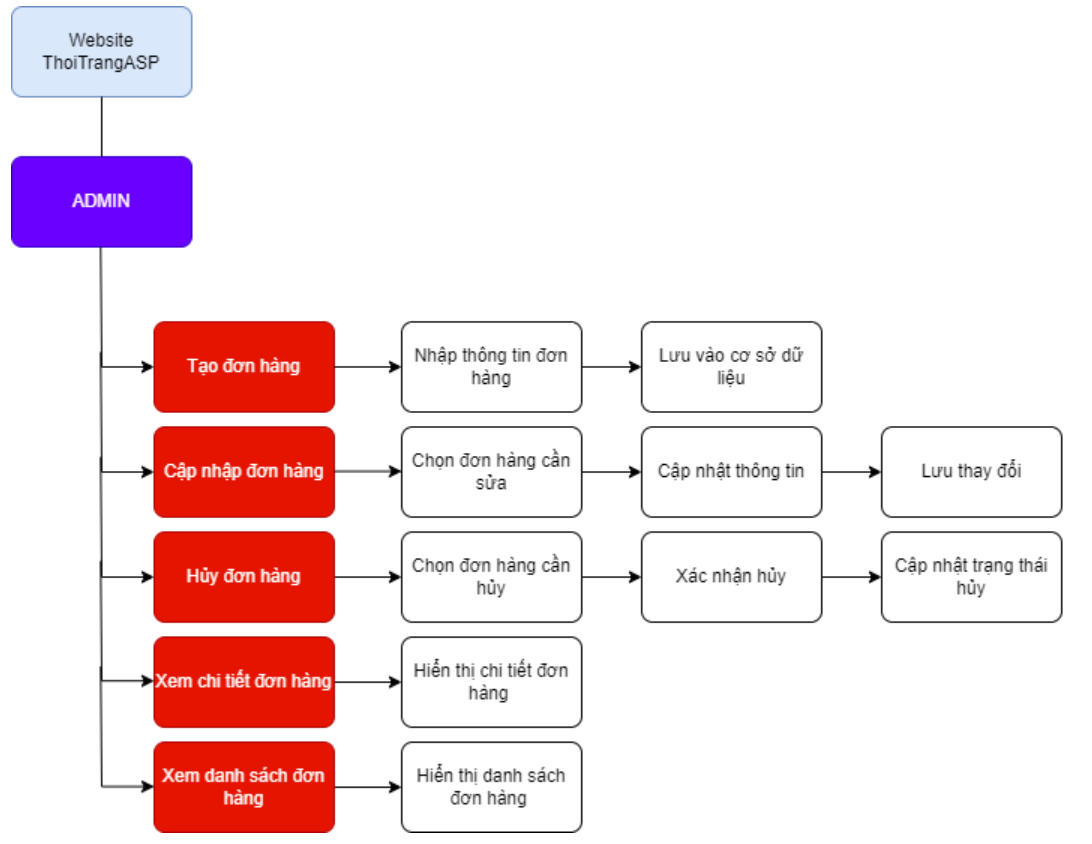 Website
ThoiTrangASP
ADMIN
Tạo đơn hàng
Nhập thông tin đơn
hàng
Lưu vào cơ sở dữ
liệu
Cập nhập đơn hàng
Chọn đơn hàng cần
sửa
Cập nhật thông tin
Lưu thay đổi
Hủy đơn hàng
Chọn đơn hàng cần
hủy
Xác nhận hủy
Cập nhật trạng thái
hủy
Xem chi tiết đơn hàng
Hiển thị chi tiết đơn
hàng
Xem danh sách đơn
hàng
Hiển thị danh sách
đơn hàng